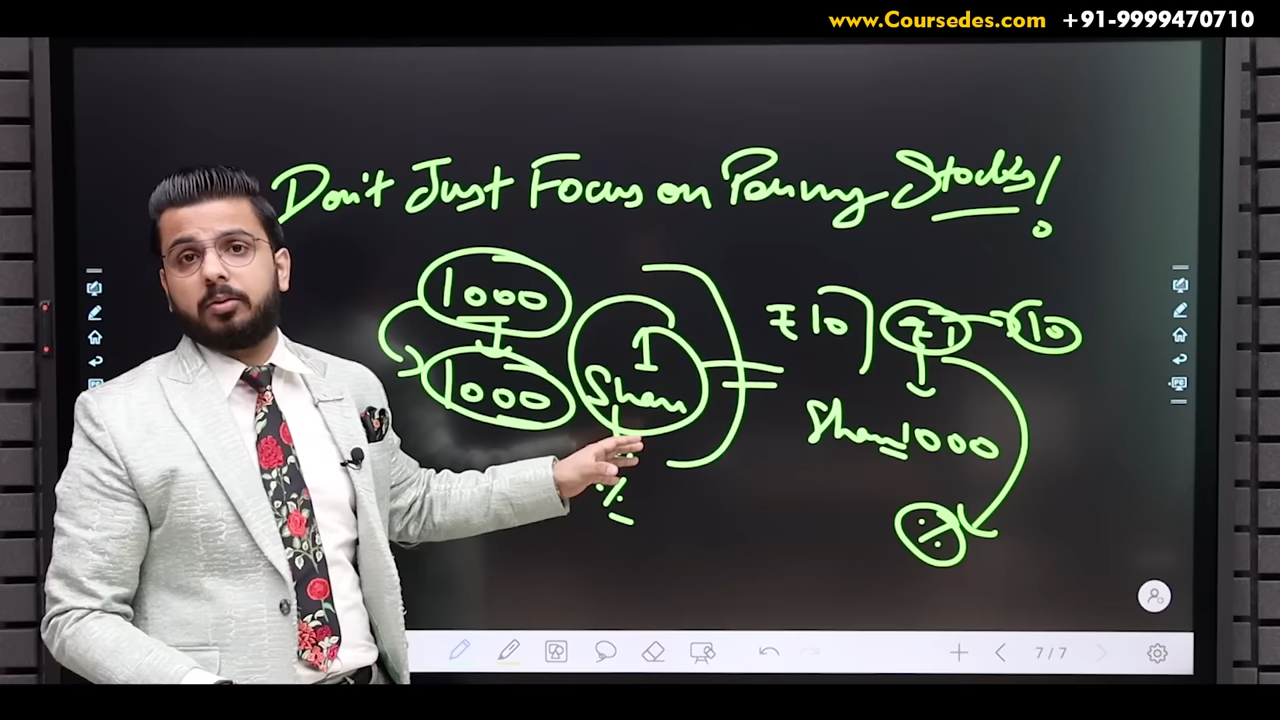 www.Coursedes.com +91-9999470710
Don't Just Focus on Penny Stocks!
1000
1000
1
Share
%
₹10
₹1
₹10
Share 1000
%
7/7